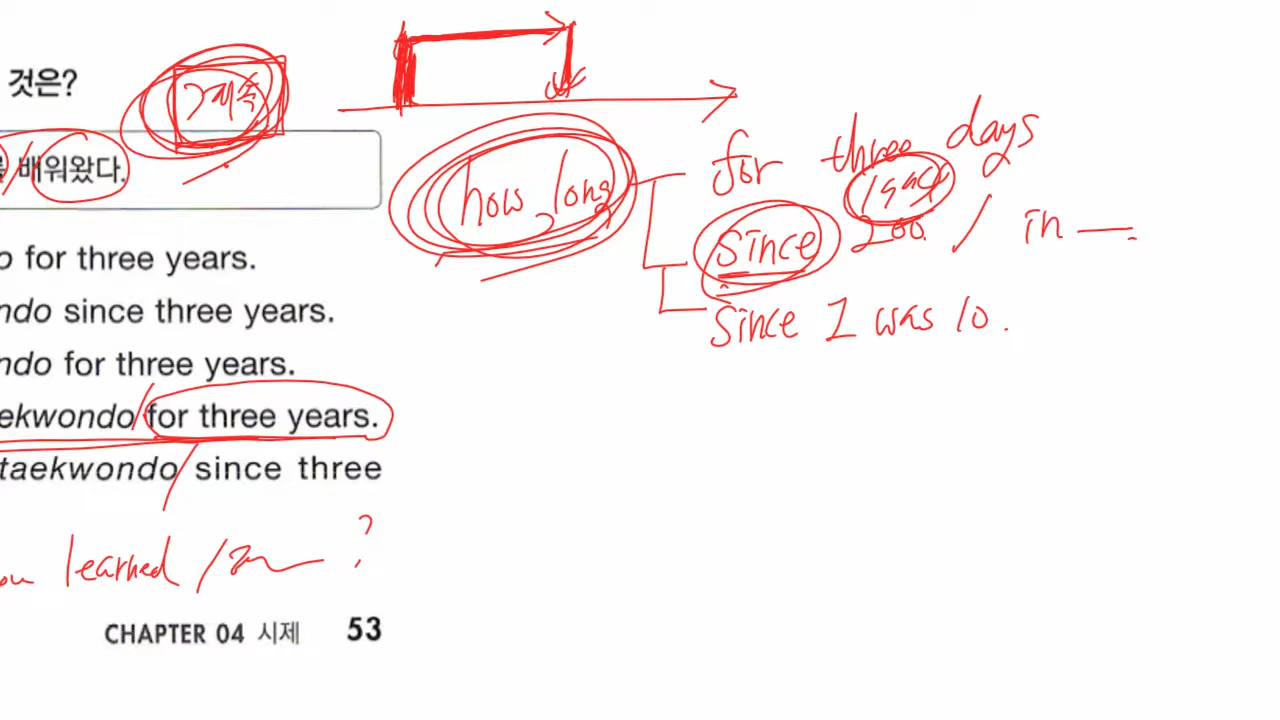 것은?
계속
배워왔다.
how long
for three days
since 200 / in
since I was 10.
o for three years.
ndo since three years.
ndo for three years.
ekwondo for three years.
taekwondo since three
learned / ?
CHAPTER 04 시제 53